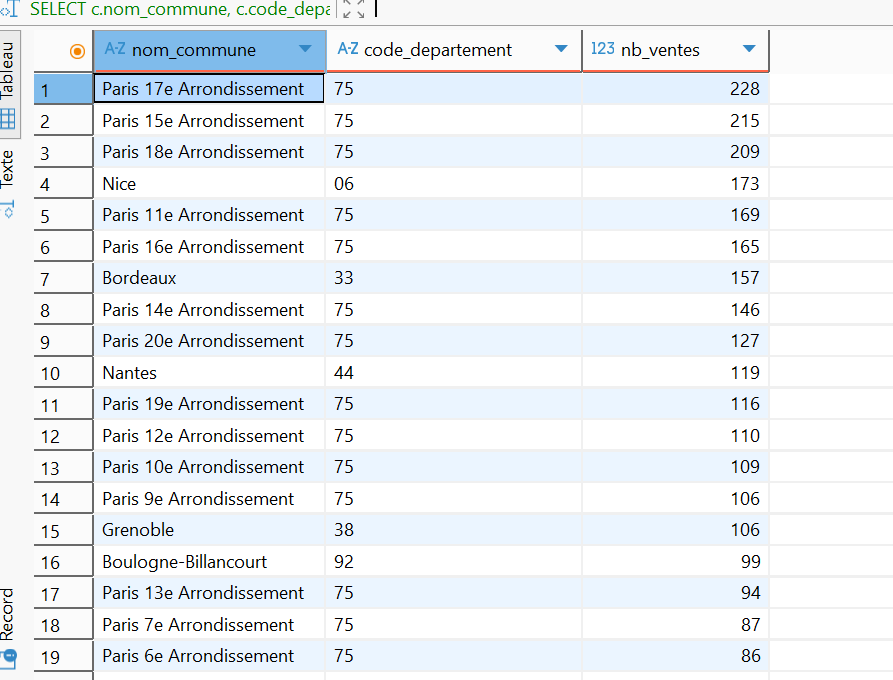 SELECT c.nom_commune, c.code_depa
Tableau
Texte
Record
A-Z nom_commune A-Z code_departement 123 nb_ventes
1 Paris 17e Arrondissement 75 228
2 Paris 15e Arrondissement 75 215
3 Paris 18e Arrondissement 75 209
4 Nice 06 173
5 Paris 11e Arrondissement 75 169
6 Paris 16e Arrondissement 75 165
7 Bordeaux 33 157
8 Paris 14e Arrondissement 75 146
9 Paris 20e Arrondissement 75 127
10 Nantes 44 119
11 Paris 19e Arrondissement 75 116
12 Paris 12e Arrondissement 75 110
13 Paris 10e Arrondissement 75 109
14 Paris 9e Arrondissement 75 106
15 Grenoble 38 106
16 Boulogne-Billancourt 92 99
17 Paris 13e Arrondissement 75 94
18 Paris 7e Arrondissement 75 87
19 Paris 6e Arrondissement 75 86